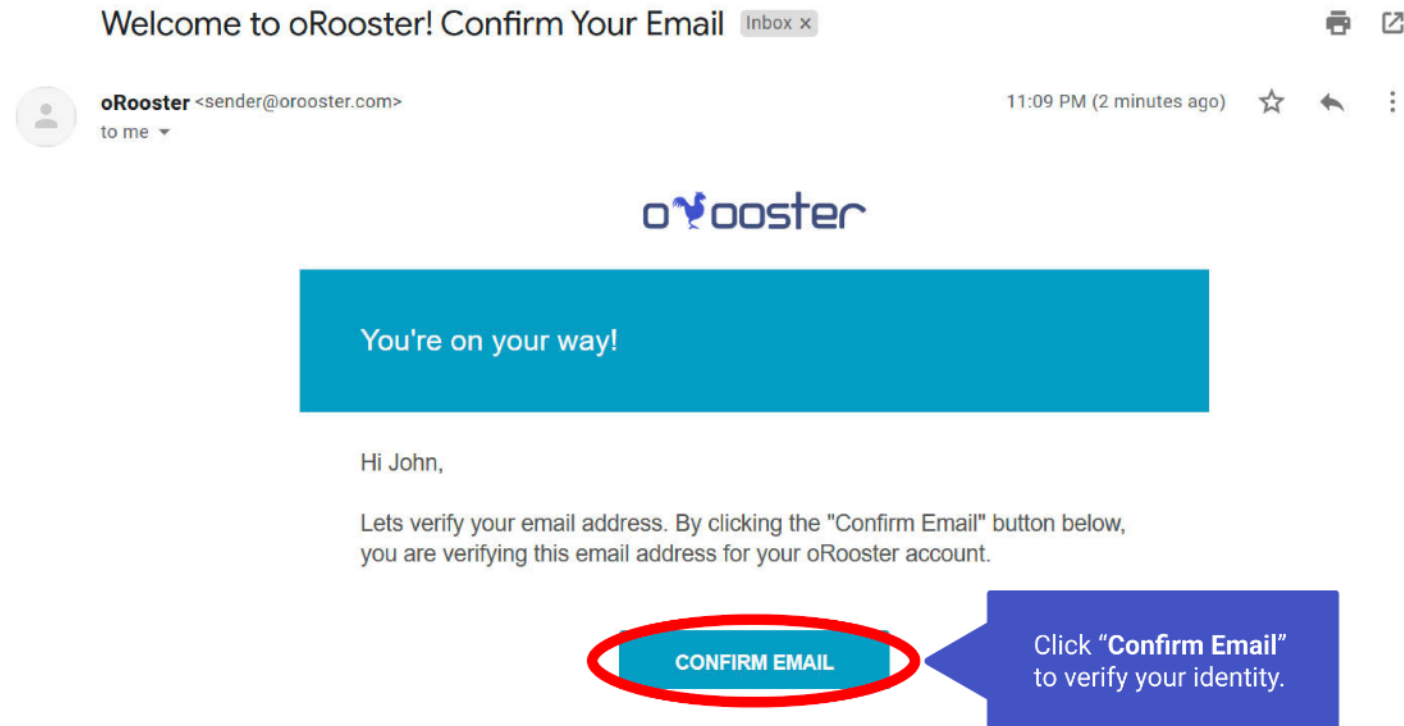 Welcome to oRooster! Confirm Your Email Inbox x
oRooster <sender@orooster.com> 11:09 PM (2 minutes ago)
to me
oRooster
You're on your way!
Hi John,
Lets verify your email address. By clicking the "Confirm Email" button below,
you are verifying this email address for your oRooster account.
CONFIRM EMAIL
Click “Confirm Email”
to verify your identity.